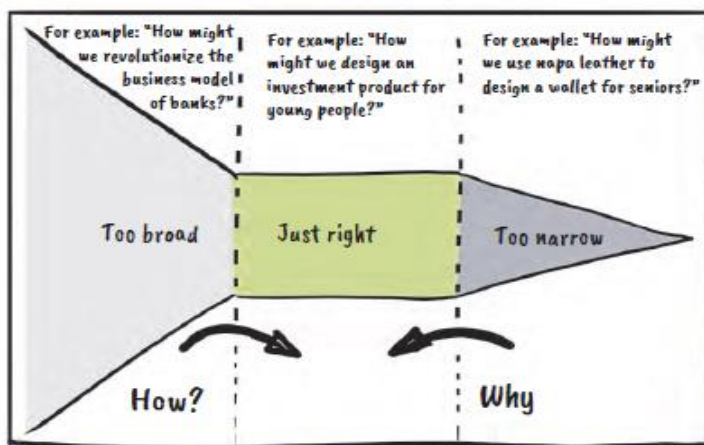 For example: "How might
we revolutionize the
business model
of banks?"
For example: "How
might we design an
investment product for
young people?"
For example: "How might
we use napa leather to
design a wallet for seniors?"
Too broad
Just right
Too narrow
How?
Why